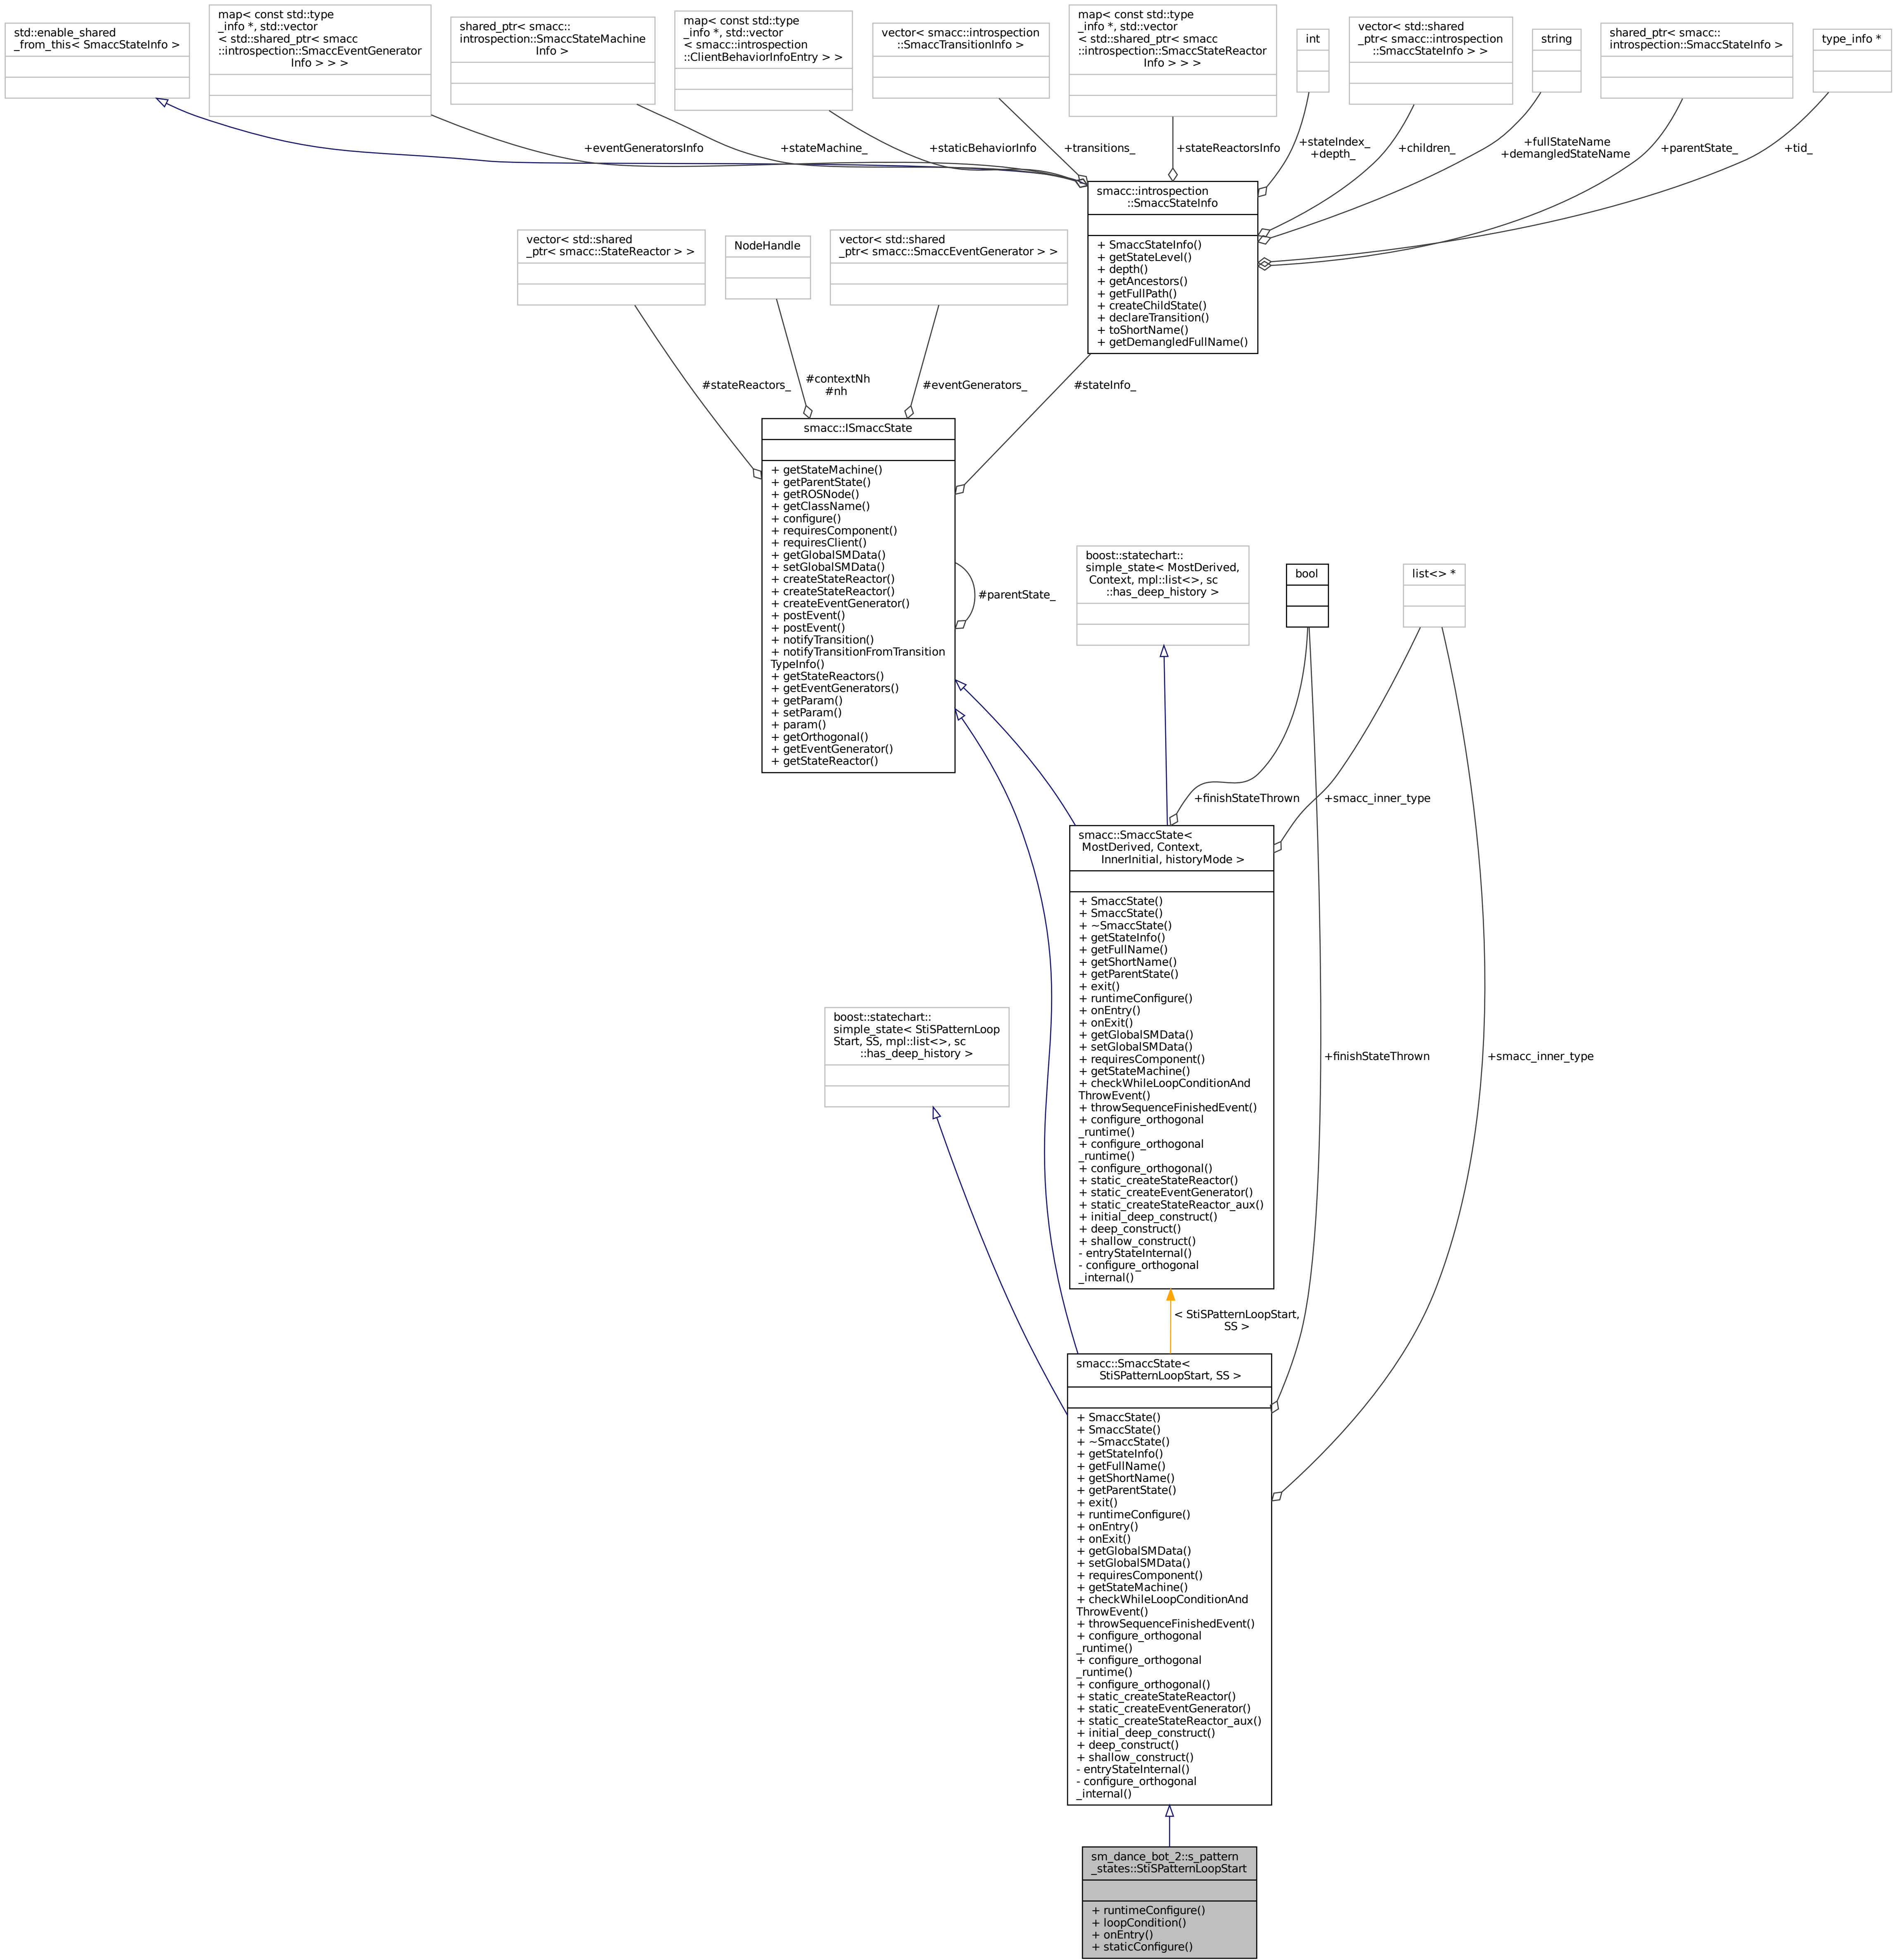 std::enable_shared
_from_this< SmaccStateInfo >
map< const std::type
_info *, std::vector
< std::shared_ptr< smacc
::introspection::SmaccEventGenerator
Info > > >
shared_ptr< smacc::
introspection::SmaccStateMachine
Info >
map< const std::type
_info *, std::vector
< smacc::introspection
::ClientBehaviorInfoEntry > >
vector< smacc::introspection
::SmaccTransitionInfo >
map< const std::type
_info *, std::vector
< std::shared_ptr< smacc
::introspection::SmaccStateReactor
Info > > >
int
vector< std::shared
_ptr< smacc::introspection
::SmaccStateInfo > >
string
shared_ptr< smacc::
introspection::SmaccStateInfo >
type_info *
+eventGeneratorsInfo
+stateMachine_
+staticBehaviorInfo
+transitions_
+stateReactorsInfo
+stateIndex_
+depth_
+children_
+fullStateName
+demangledStateName
+parentState_
+tid_
smacc::introspection
::SmaccStateInfo
+ SmaccStateInfo()
+ getStateLevel()
+ depth()
+ getAncestors()
+ getFullPath()
+ createChildState()
+ declareTransition()
+ toShortName()
+ getDemangledFullName()
vector< std::shared
_ptr< smacc::StateReactor > >
NodeHandle
vector< std::shared
_ptr< smacc::SmaccEventGenerator > >
#stateReactors_
#contextNh
#nh
#eventGenerators_
#stateInfo_
smacc::ISmaccState
+ getStateMachine()
+ getParentState()
+ getROSNode()
+ getClassName()
+ configure()
+ requiresComponent()
+ requiresClient()
+ getGlobalSMData()
+ setGlobalSMData()
+ createStateReactor()
+ createStateReactor()
+ createEventGenerator()
+ postEvent()
+ postEvent()
+ notifyTransition()
+ notifyTransitionFromTransition
TypeInfo()
+ getStateReactors()
+ getEventGenerators()
+ getParam()
+ setParam()
+ param()
+ getOrthogonal()
+ getEventGenerator()
+ getStateReactor()
#parentState_
boost::statechart::
simple_state< MostDerived,
Context, mpl::list<>, sc
::has_deep_history >
bool
list<> *
+finishStateThrown
+smacc_inner_type
smacc::SmaccState<
MostDerived, Context,
InnerInitial, historyMode >
+ SmaccState()
+ SmaccState()
+ ~SmaccState()
+ getStateInfo()
+ getFullName()
+ getShortName()
+ getParentState()
+ exit()
+ runtimeConfigure()
+ onEntry()
+ onExit()
+ getGlobalSMData()
+ setGlobalSMData()
+ requiresComponent()
+ getStateMachine()
+ checkWhileLoopConditionAnd
ThrowEvent()
+ throwSequenceFinishedEvent()
+ configure_orthogonal
_runtime()
+ configure_orthogonal
_runtime()
+ configure_orthogonal()
+ static_createStateReactor()
+ static_createEventGenerator()
+ static_createStateReactor_aux()
+ initial_deep_construct()
+ deep_construct()
+ shallow_construct()
- entryStateInternal()
- configure_orthogonal
_internal()
boost::statechart::
simple_state< StiSPatternLoop
Start, SS, mpl::list<>, sc
::has_deep_history >
+finishStateThrown
+smacc_inner_type
< StiSPatternLoopStart,
SS >
smacc::SmaccState<
StiSPatternLoopStart, SS >
+ SmaccState()
+ SmaccState()
+ ~SmaccState()
+ getStateInfo()
+ getFullName()
+ getShortName()
+ getParentState()
+ exit()
+ runtimeConfigure()
+ onEntry()
+ onExit()
+ getGlobalSMData()
+ setGlobalSMData()
+ requiresComponent()
+ getStateMachine()
+ checkWhileLoopConditionAnd
ThrowEvent()
+ throwSequenceFinishedEvent()
+ configure_orthogonal
_runtime()
+ configure_orthogonal
_runtime()
+ configure_orthogonal()
+ static_createStateReactor()
+ static_createEventGenerator()
+ static_createStateReactor_aux()
+ initial_deep_construct()
+ deep_construct()
+ shallow_construct()
- entryStateInternal()
- configure_orthogonal
_internal()
sm_dance_bot_2::s_pattern
_states::StiSPatternLoopStart
+ runtimeConfigure()
+ loopCondition()
+ onEntry()
+ staticConfigure()